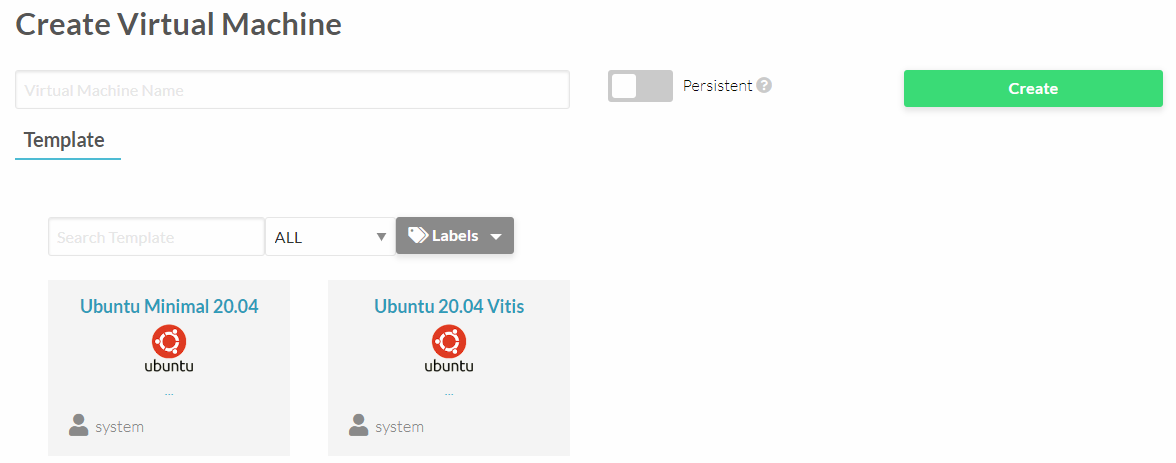 Create Virtual Machine
Virtual Machine Name
Persistent ?
Create
Template
Search Template
ALL
Labels
Ubuntu Minimal 20.04
ubuntu
...
system
Ubuntu 20.04 Vitis
ubuntu
...
system